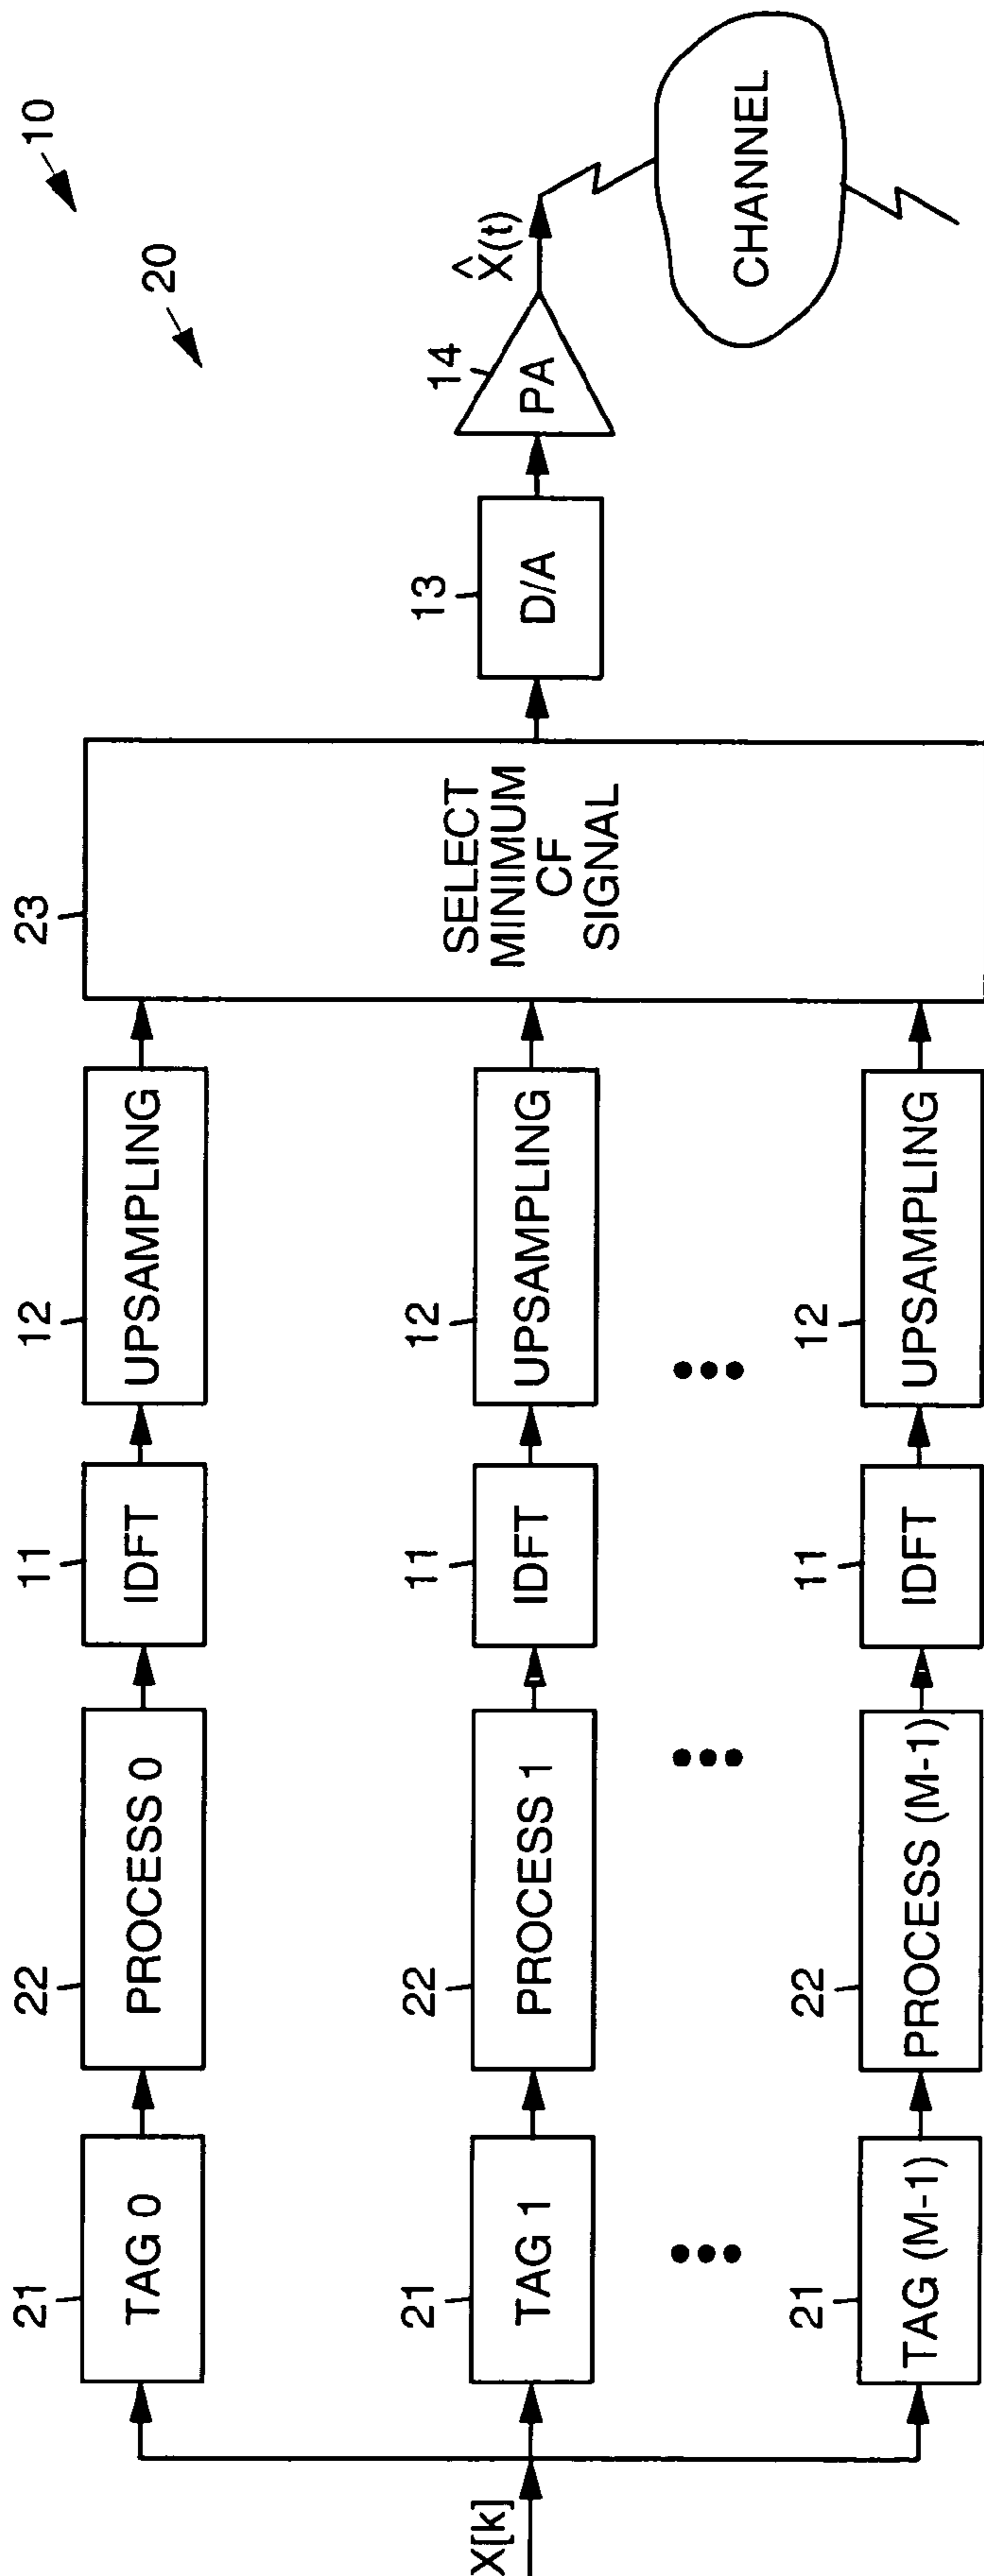 10
20
X[k]
21
TAG 0
22
PROCESS 0
11
IDFT
12
UPSAMPLING
21
TAG 1
22
PROCESS 1
11
IDFT
12
UPSAMPLING
21
TAG (M-1)
22
PROCESS (M-1)
11
IDFT
12
UPSAMPLING
23
SELECT
MINIMUM
CF
SIGNAL
13
D/A
14
PA
X̂(t)
CHANNEL